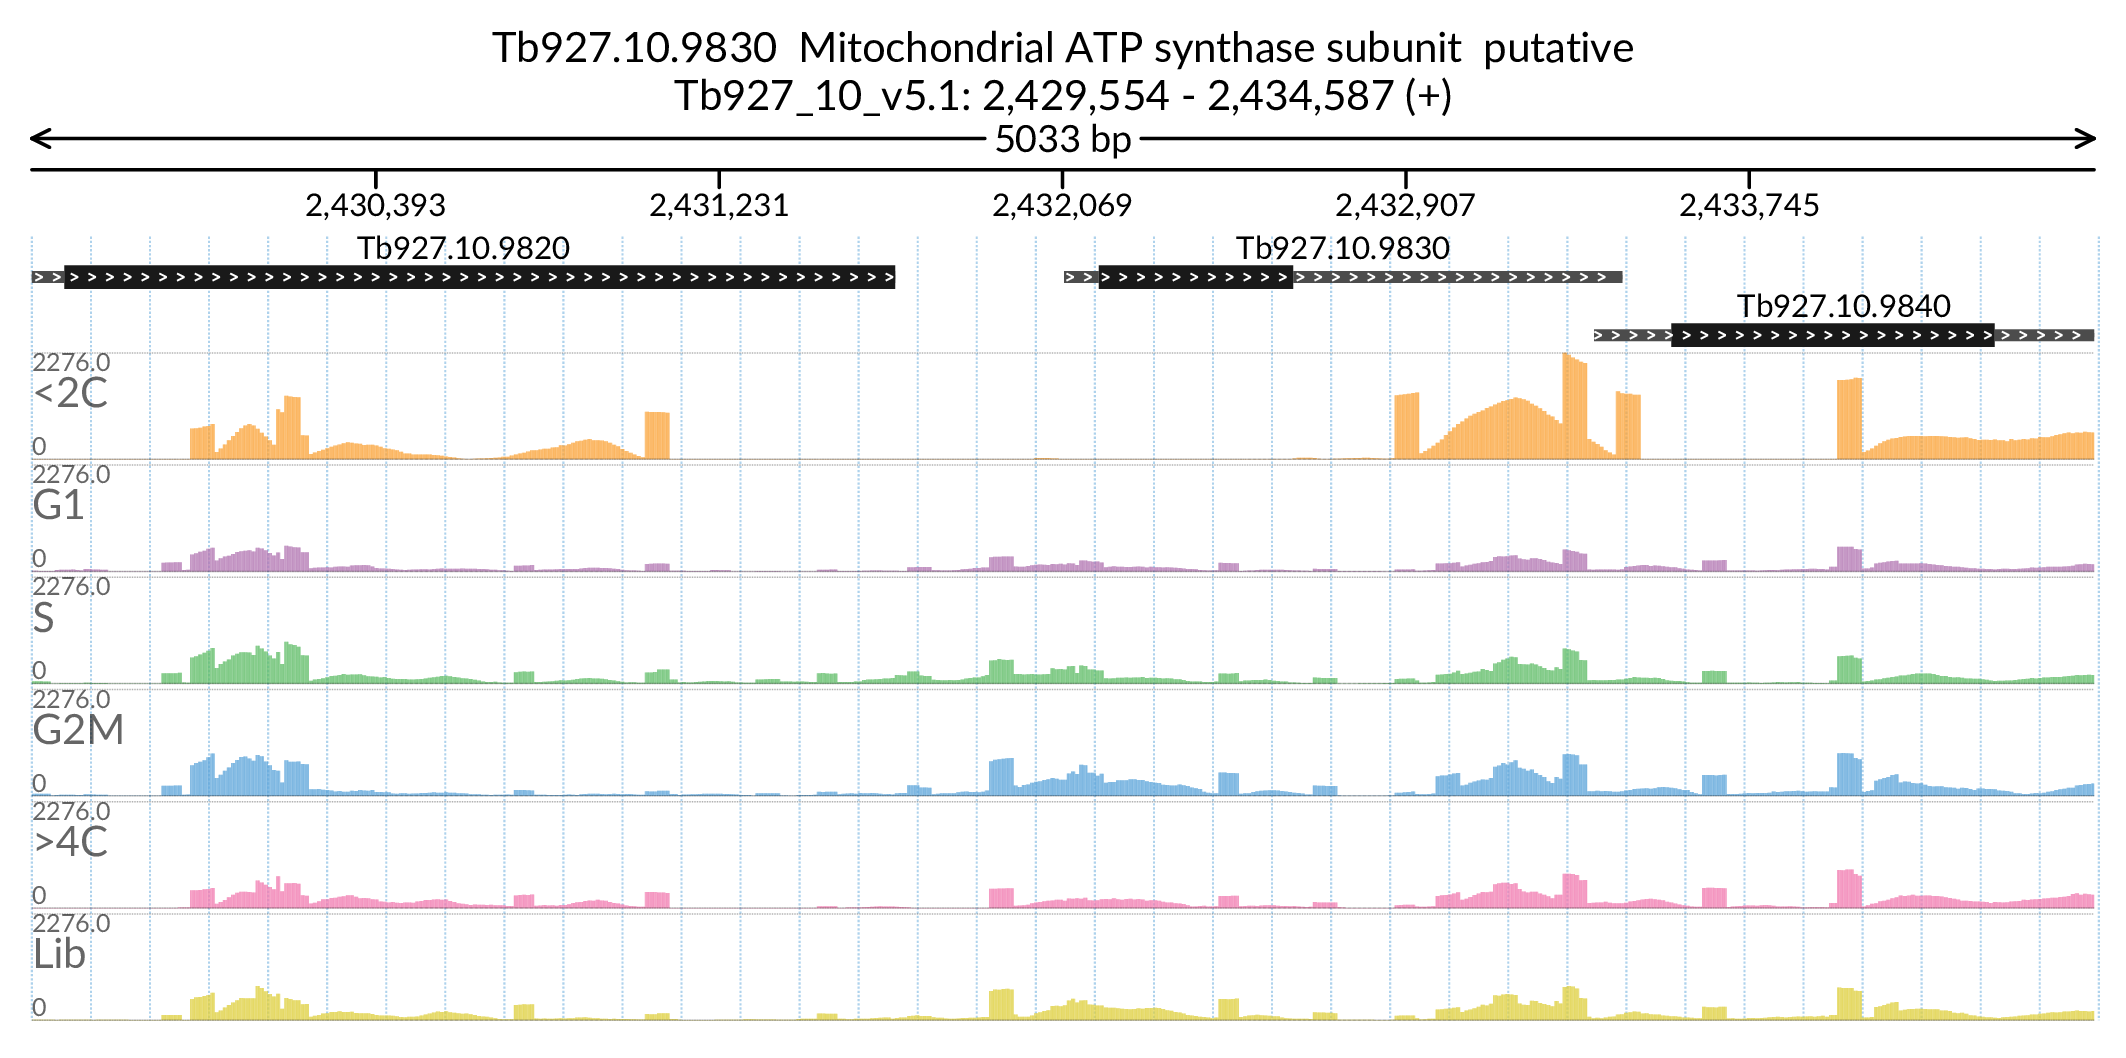 Tb927.10.9830  Mitochondrial ATP synthase subunit  putative
Tb927_10_v5.1: 2,429,554 - 2,434,587 (+)
5033 bp
2,430,393 2,431,231 2,432,069 2,432,907 2,433,745
Tb927.10.9820 Tb927.10.9830
Tb927.10.9840
2276.0
<2C
0
2276.0
G1
0
2276.0
S
0
2276.0
G2M
0
2276.0
>4C
0
2276.0
Lib
0